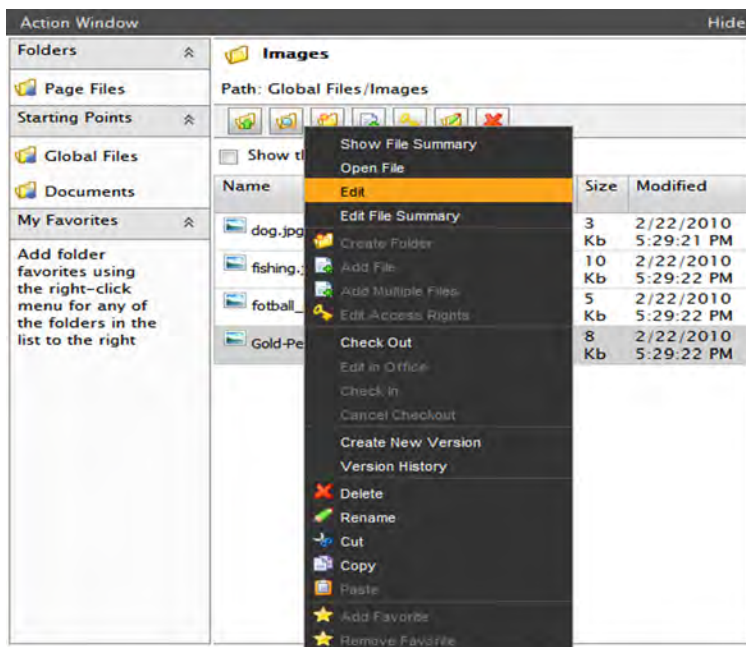 Action Window
Hide
Folders
Page Files
Starting Points
Global Files
Documents
My Favorites
Add folder
favorites using
the right-click
menu for any of
the folders in the
list to the right
Images
Path: Global Files/Images
Show th
Name
Size
Modified
dog.jpg
3
Kb
2/22/2010
5:29:21 PM
fishing.
10
Kb
2/22/2010
5:29:22 PM
fotball_
5
Kb
2/22/2010
5:29:22 PM
Gold-Pe
8
Kb
2/22/2010
5:29:22 PM
Show File Summary
Open File
Edit
Edit File Summary
Create Folder
Add File
Add Multiple Files
Edit Access Rights
Check Out
Edit in Office
Check In
Cancel Checkout
Create New Version
Version History
Delete
Rename
Cut
Copy
Paste
Add Favorite
Remove Favorite